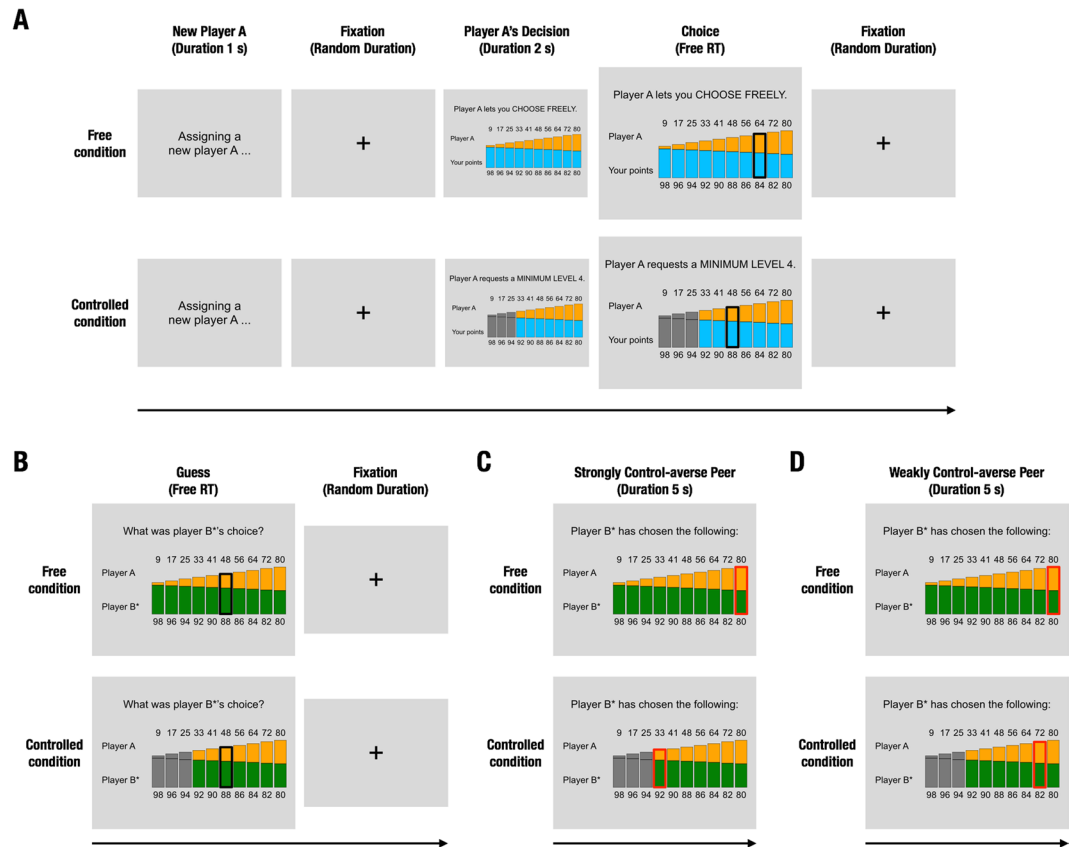 A
New Player A
(Duration 1 s)
Fixation
(Random Duration)
Player A's Decision
(Duration 2 s)
Choice
(Free RT)
Fixation
(Random Duration)
Free
condition
Assigning a
new player A ...
+
Player A lets you CHOOSE FREELY.
9 17 25 33 41 48 56 64 72 80
Player A
Your points
98 96 94 92 90 88 86 84 82 80
Player A lets you CHOOSE FREELY.
9 17 25 33 41 48 56 64 72 80
Player A
Your points
98 96 94 92 90 88 86 84 82 80
+
Controlled
condition
Assigning a
new player A ...
+
Player A requests a MINIMUM LEVEL 4.
9 17 25 33 41 48 56 64 72 80
Player A
Your points
98 96 94 92 90 88 86 84 82 80
Player A requests a MINIMUM LEVEL 4.
9 17 25 33 41 48 56 64 72 80
Player A
Your points
98 96 94 92 90 88 86 84 82 80
+
B
Guess
(Free RT)
Fixation
(Random Duration)
Free
condition
What was player B*'s choice?
9 17 25 33 41 48 56 64 72 80
Player A
Player B*
98 96 94 92 90 88 86 84 82 80
+
Controlled
condition
What was player B*'s choice?
9 17 25 33 41 48 56 64 72 80
Player A
Player B*
98 96 94 92 90 88 86 84 82 80
+
C
Strongly Control-averse Peer
(Duration 5 s)
Free
condition
Player B* has chosen the following:
9 17 25 33 41 48 56 64 72 80
Player A
Player B*
98 96 94 92 90 88 86 84 82 80
Controlled
condition
Player B* has chosen the following:
9 17 25 33 41 48 56 64 72 80
Player A
Player B*
98 96 94 92 90 88 86 84 82 80
D
Weakly Control-averse Peer
(Duration 5 s)
Free
condition
Player B* has chosen the following:
9 17 25 33 41 48 56 64 72 80
Player A
Player B*
98 96 94 92 90 88 86 84 82 80
Controlled
condition
Player B* has chosen the following:
9 17 25 33 41 48 56 64 72 80
Player A
Player B*
98 96 94 92 90 88 86 84 82 80